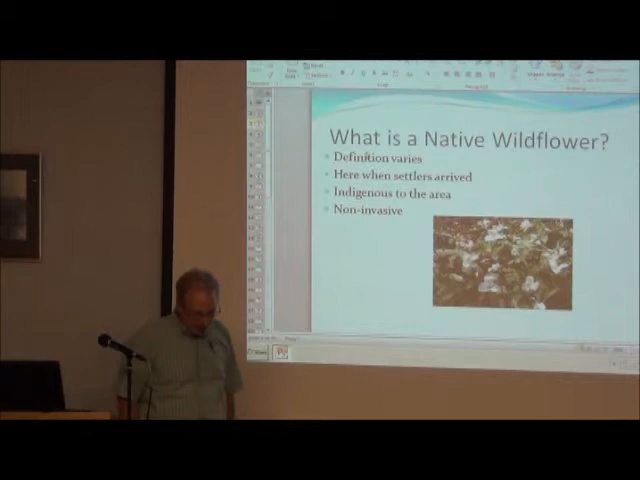 What is a Native Wildflower?
Definition varies
Here when settlers arrived
Indigenous to the area
Non-invasive